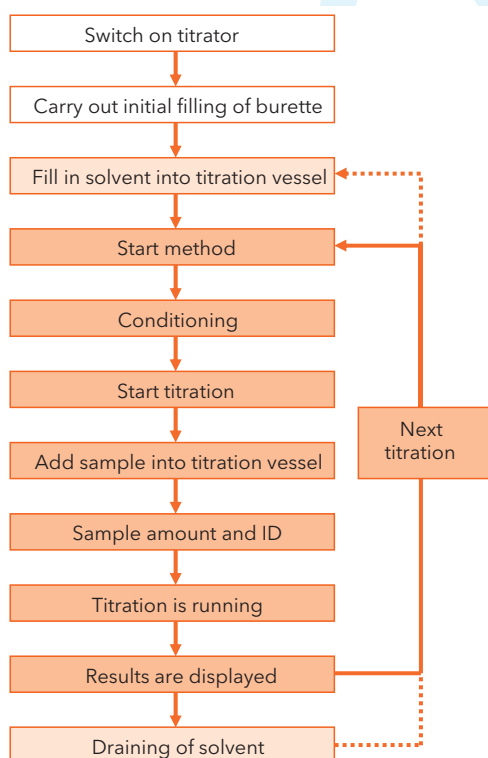 Switch on titrator
Carry out initial filling of burette
Fill in solvent into titration vessel
Start method
Conditioning
Start titration
Add sample into titration vessel
Next
titration
Sample amount and ID
Titration is running
Results are displayed
Draining of solvent